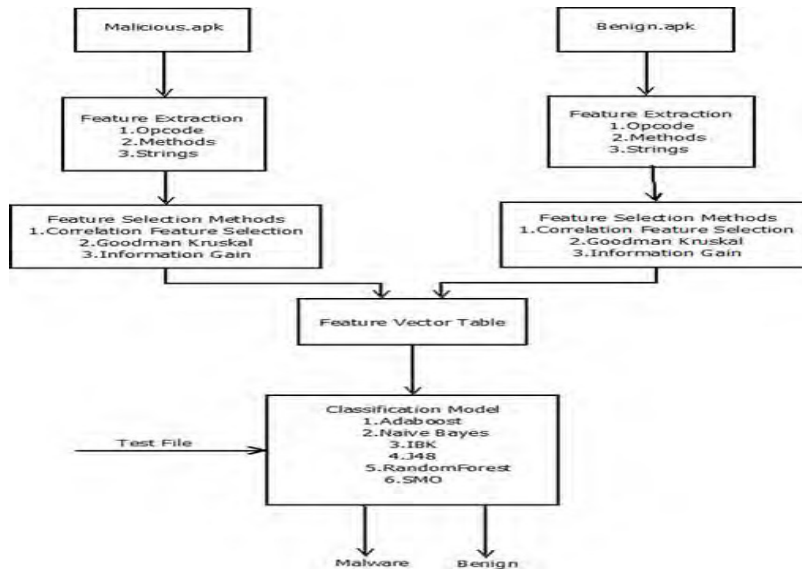 Malicious.apk
Benign.apk
Feature Extraction
1.Opcode
2.Methods
3.Strings
Feature Extraction
1.Opcode
2.Methods
3.Strings
Feature Selection Methods
1.Correlation Feature Selection
2.Goodman Kruskal
3.Information Gain
Feature Selection Methods
1.Correlation Feature Selection
2.Goodman Kruskal
3.Information Gain
Feature Vector Table
Classification Model
1.Adaboost
2.Naive Bayes
3.IBK
4.J48
5.RandomForest
6.SMO
Test File
Malware
Benign